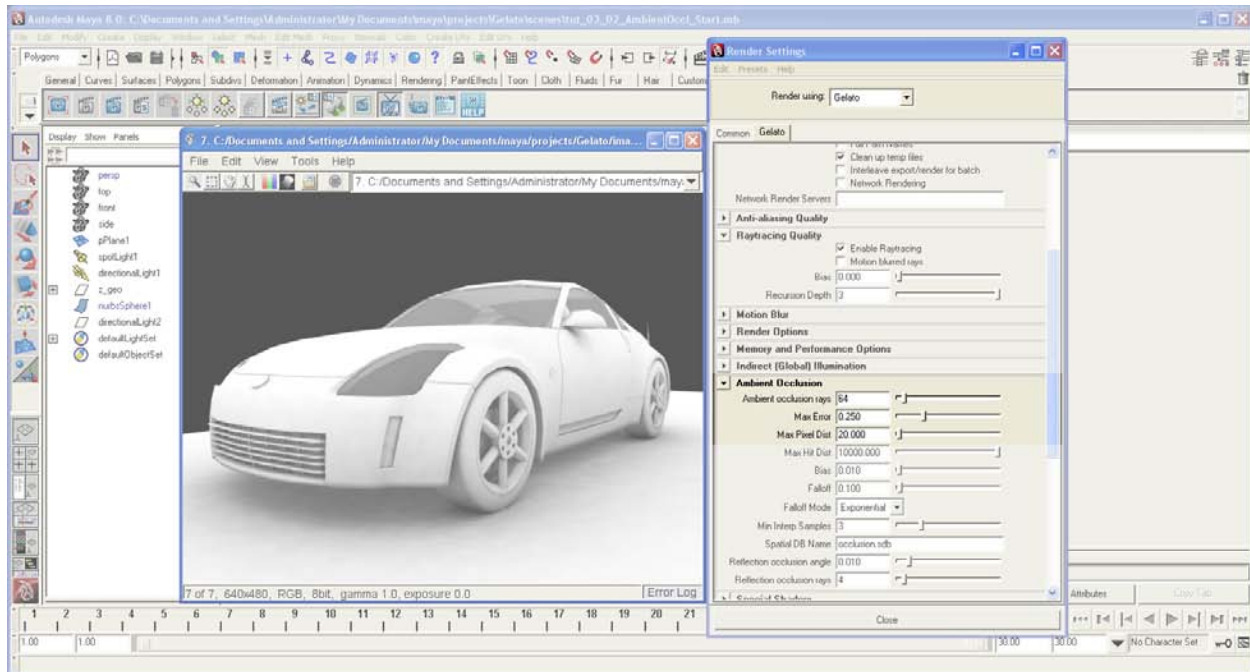 Autodesk Maya 8.0: C:\Documents and Settings\Administrator\My Documents\maya\projects\Gelato\scenes\tut_03_02_AmbientOccl_Start.mb
Polygons
General | Curves | Surfaces | Polygons | Subdivs | Deformation | Animation | Dynamics | Rendering | PaintEffects | Toon | Cloth | Fluids | Fur | Hair | Custom
HELP
Display Show Panels
persp
top
front
side
pPlane1
spotLight1
directionalLight1
z_geo
nurbsSphere1
directionalLight2
defaultLightSet
defaultObjectSet
7. C:/Documents and Settings/Administrator/My Documents/maya/projects/Gelato/ima...
File Edit View Tools Help
7. C:/Documents and Settings/Administrator/My Documents/may
7 of 7, 640x480, RGB, 8bit, gamma 1.0, exposure 0.0
Error Log
Render Settings
Edit Presets Help
Render using: Gelato
Common Gelato
Clean up temp files
Interleave export/render for batch
Network Rendering
Network Render Servers
Anti-aliasing Quality
Raytracing Quality
Enable Raytracing
Motion blurred rays
Bias 0.000
Recursion Depth 3
Motion Blur
Render Options
Memory and Performance Options
Indirect (Global) Illumination
Ambient Occlusion
Ambient occlusion rays 64
Max Error 0.250
Max Pixel Dist 20.000
Max Hit Dist 10000.000
Bias 0.010
Falloff 0.100
Falloff Mode Exponential
Min Interp Samples 3
Spatial DB Name occlusion.sdb
Reflection occlusion angle 0.010
Reflection occlusion rays 4
Special Shaders
Close
Attributes
Copy Tab
1 2 3 4 5 6 7 8 9 10 11 12 13 14 15 16 17 18 19 20 21
1.00 1.00 30.00 30.00 No Character Set